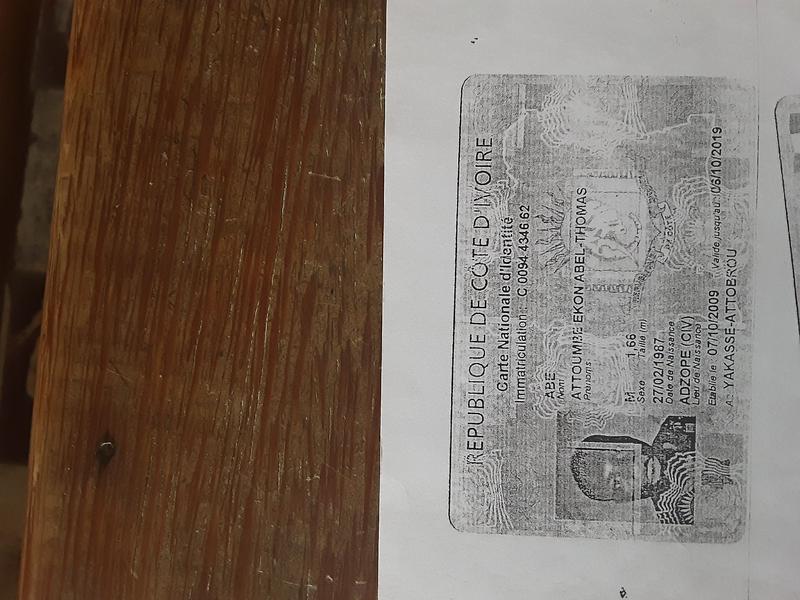 REPUBLIQUE DE CÔTE D'IVOIRE
Carte Nationale d'Identité
Immatriculation: C 0094 4346 62
ABE
Nom
ATTOUMBE EKON ABEL-THOMAS
Prénoms
M 1,66
Sexe Taille (m)
27/02/1987
Date de Naissance
ADZOPE (CIV)
Lieu de Naissance
Etablie le 07/10/2009 Valide jusqu'au 06/10/2019
A YAKASSE-ATTOBROU